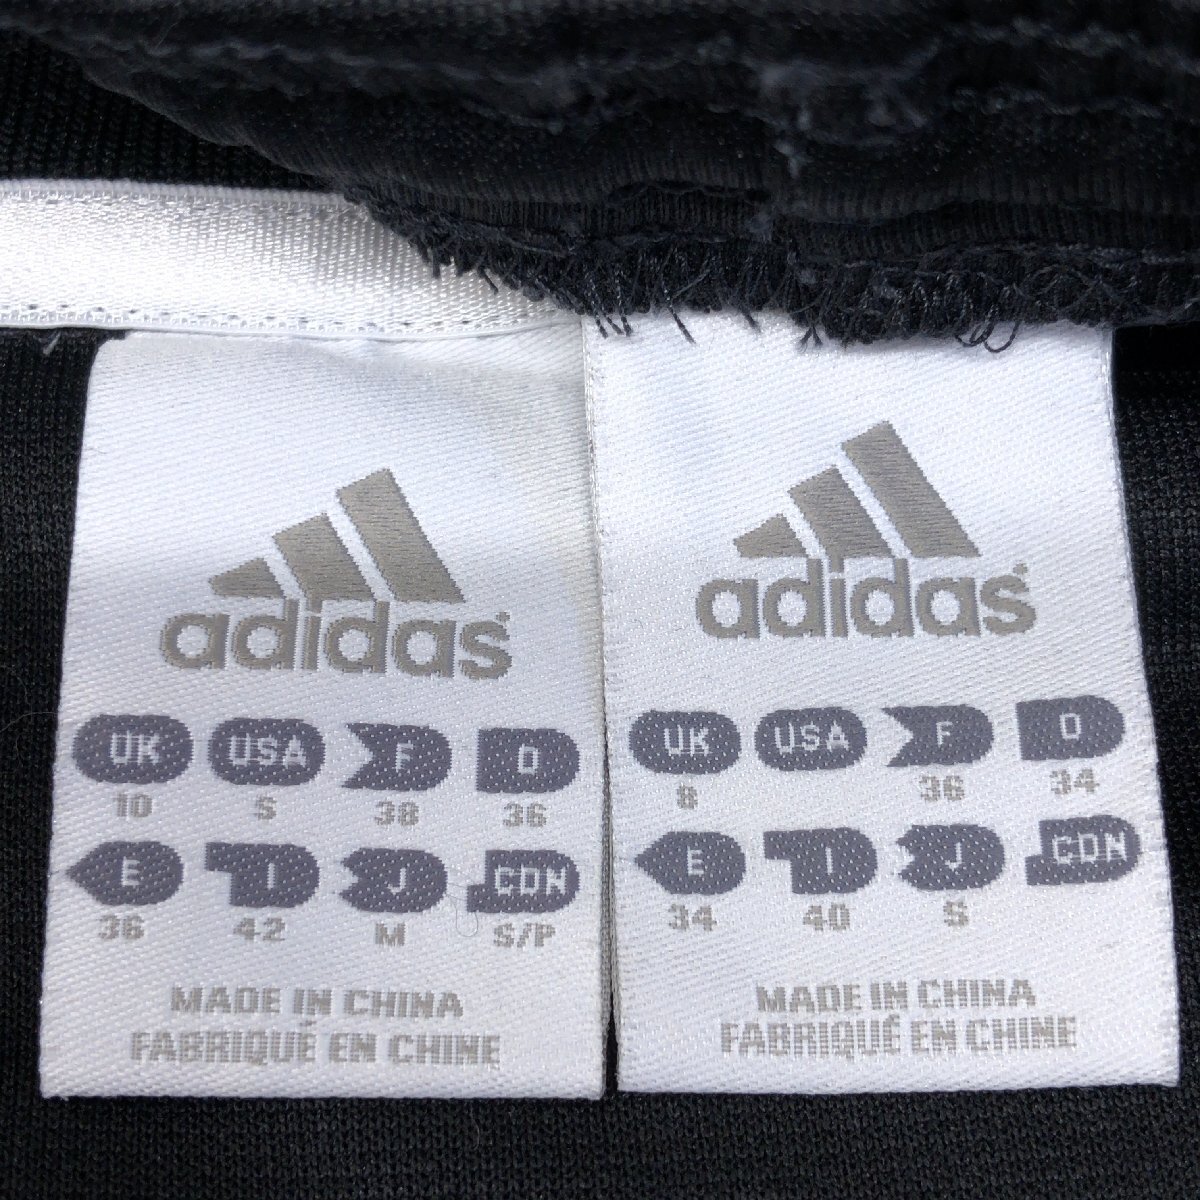 adidas
UK USA F D
10 S 38 36
E I J CDN
36 42 M S/P
MADE IN CHINA
FABRIQUÉ EN CHINE
adidas
UK USA F D
8 36 34
E I J CDN
34 40 S
MADE IN CHINA
FABRIQUÉ EN CHINE